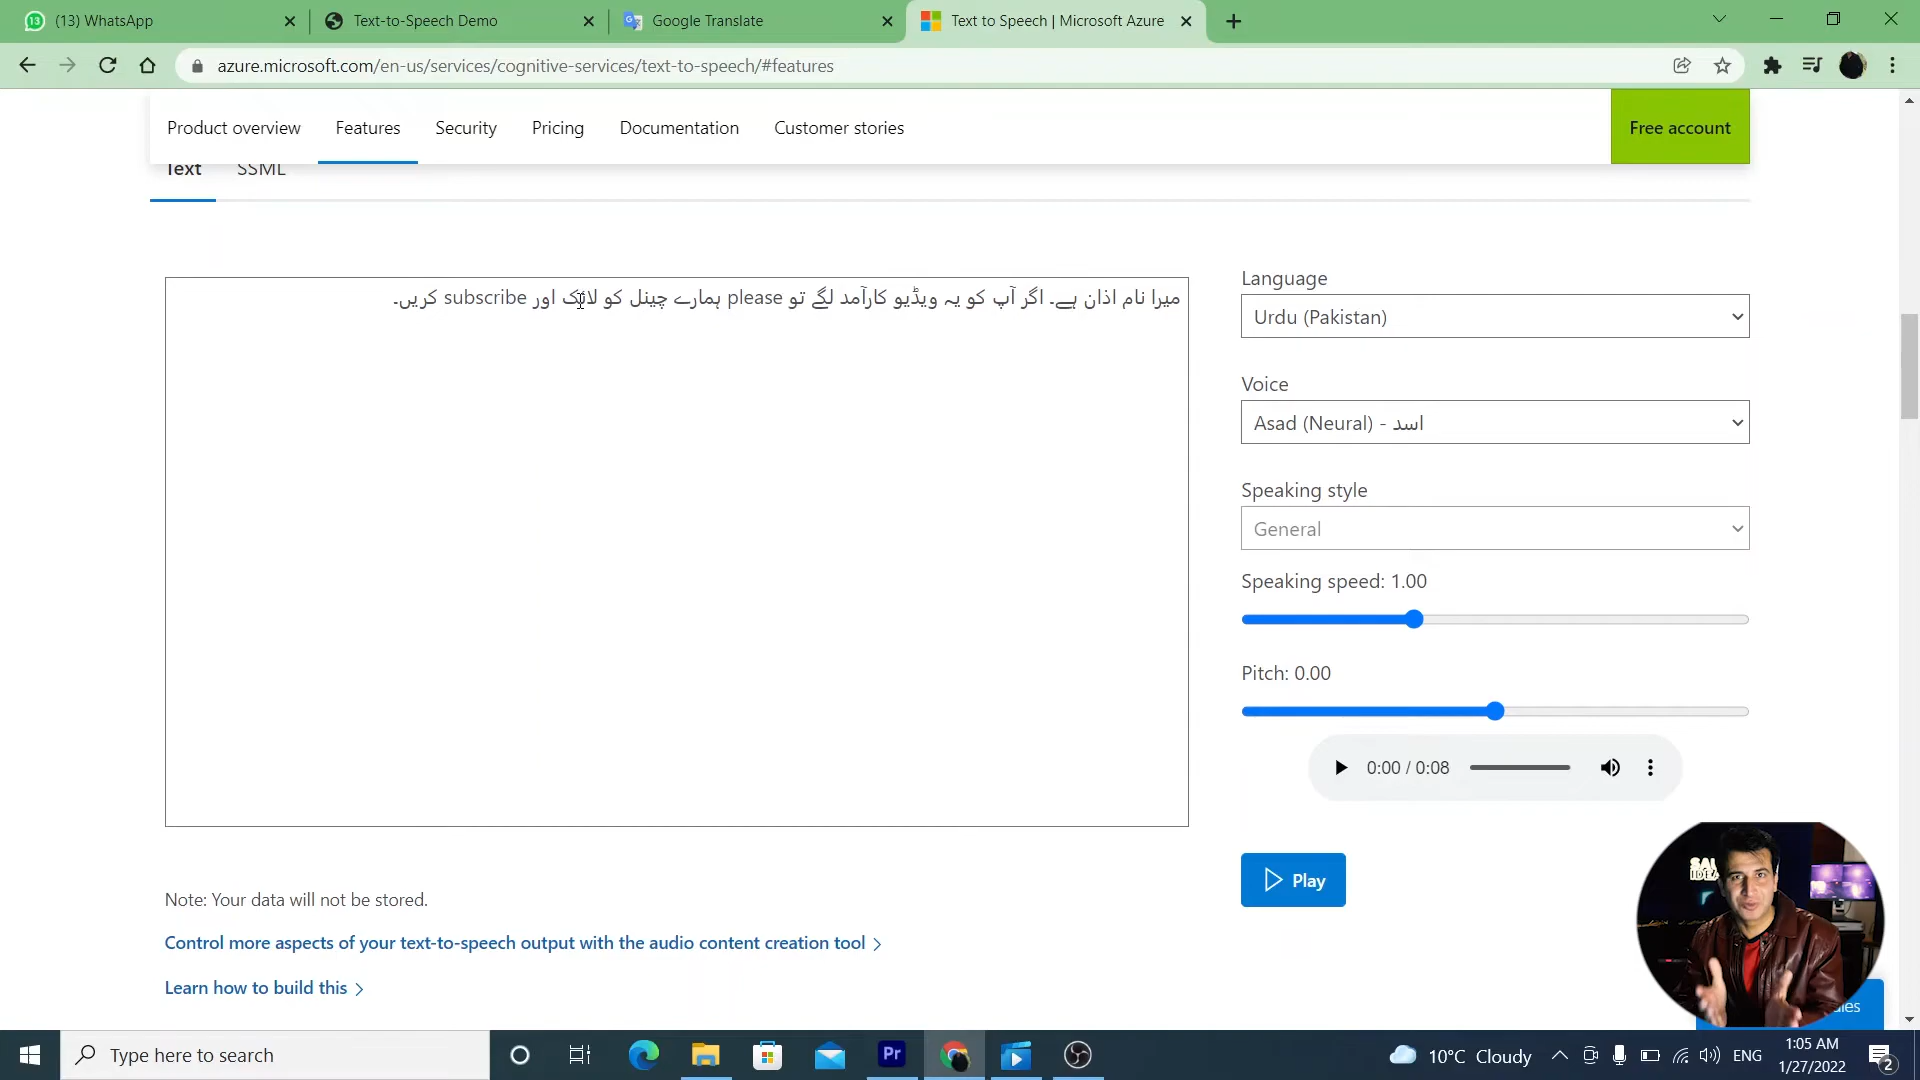 (13) WhatsApp
Text-to-Speech Demo
Google Translate
Text to Speech | Microsoft Azure
azure.microsoft.com/en-us/services/cognitive-services/text-to-speech/#features
Product overview
Features
Security
Pricing
Documentation
Customer stories
Free account
Text
SSML
میرا نام اذان ہے۔ اگر آپ کو یہ ویڈیو کارآمد لگے تو please ہمارے چینل کو لائک اور subscribe کریں۔
Language
Urdu (Pakistan)
Voice
Asad (Neural) - اسد
Speaking style
General
Speaking speed: 1.00
Pitch: 0.00
0:00 / 0:08
Play
Note: Your data will not be stored.
Control more aspects of your text-to-speech output with the audio content creation tool
Learn how to build this
Type here to search
Pr
10°C Cloudy
ENG
1:05 AM
1/27/2022
2